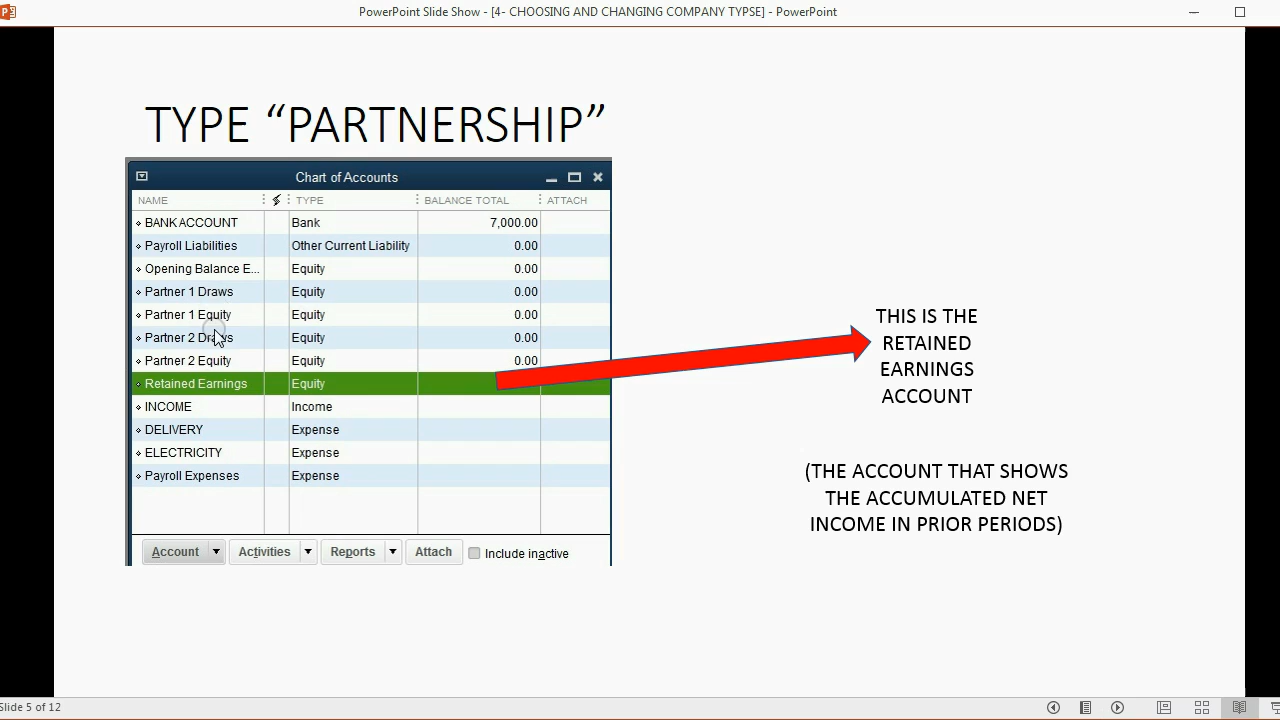 PowerPoint Slide Show - [4- CHOOSING AND CHANGING COMPANY TYPSE] - PowerPoint
TYPE “PARTNERSHIP”
Chart of Accounts
NAME TYPE BALANCE TOTAL ATTACH
BANK ACCOUNT Bank 7,000.00
Payroll Liabilities Other Current Liability 0.00
Opening Balance E... Equity 0.00
Partner 1 Draws Equity 0.00
Partner 1 Equity Equity 0.00
Partner 2 Draws Equity 0.00
Partner 2 Equity Equity 0.00
Retained Earnings Equity
INCOME Income
DELIVERY Expense
ELECTRICITY Expense
Payroll Expenses Expense
Account Activities Reports Attach Include inactive
THIS IS THE
RETAINED
EARNINGS
ACCOUNT
(THE ACCOUNT THAT SHOWS
THE ACCUMULATED NET
INCOME IN PRIOR PERIODS)
Slide 5 of 12